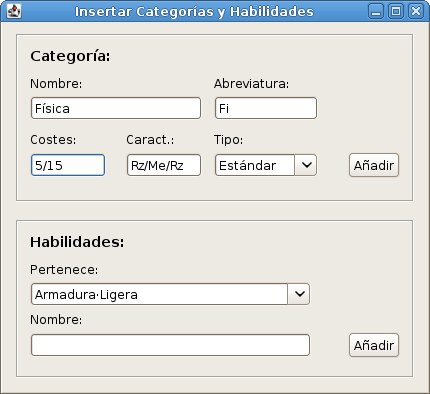 Insertar Categorías y Habilidades
Categoría:
Nombre: Abreviatura:
Física Fi
Costes: Caract.: Tipo:
5/15 Rz/Me/Rz Estándar Añadir
Habilidades:
Pertenece:
Armadura·Ligera
Nombre:
Añadir